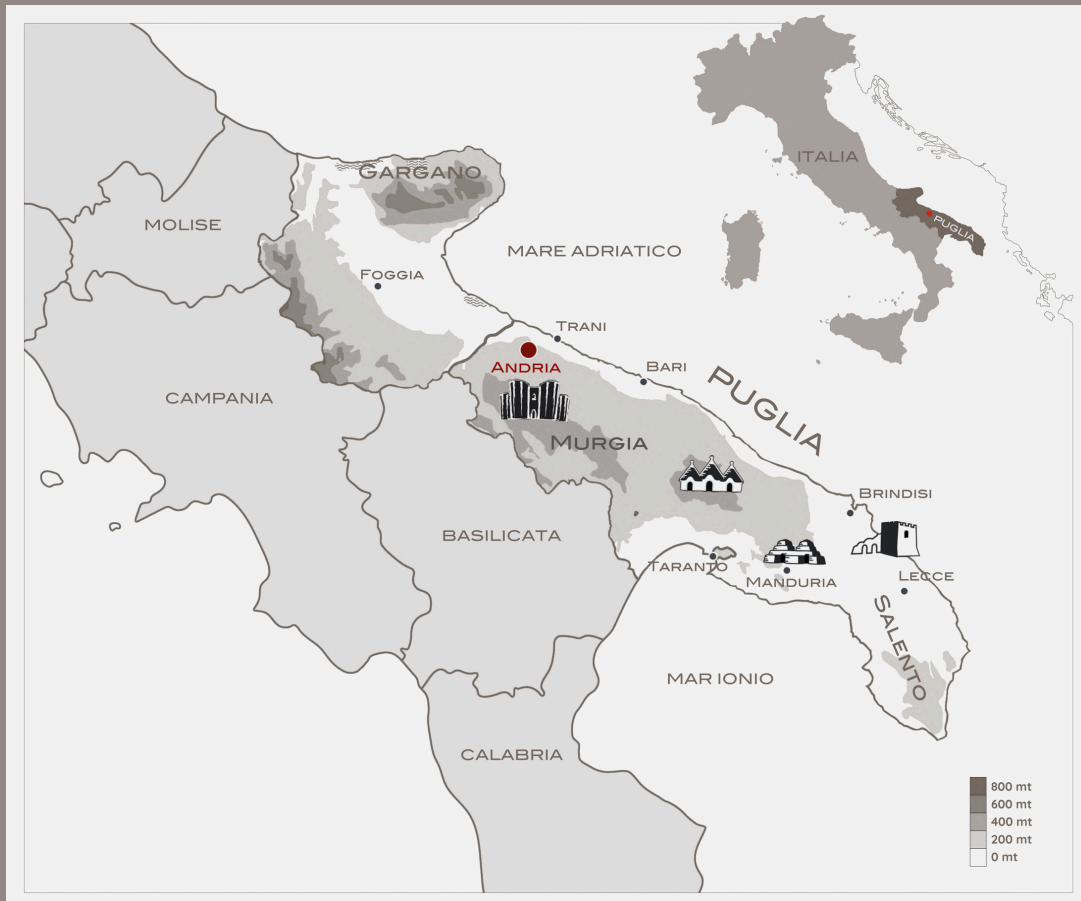 GARGANO
ITALIA
MOLISE
PUGLIA
MARE ADRIATICO
FOGGIA
TRANI
ANDRIA
BARI
PUGLIA
CAMPANIA
MURGIA
BRINDISI
BASILICATA
TARANTO
MANDURIA
LECCE
SALENTO
MAR IONIO
CALABRIA
800 mt
600 mt
400 mt
200 mt
0 mt